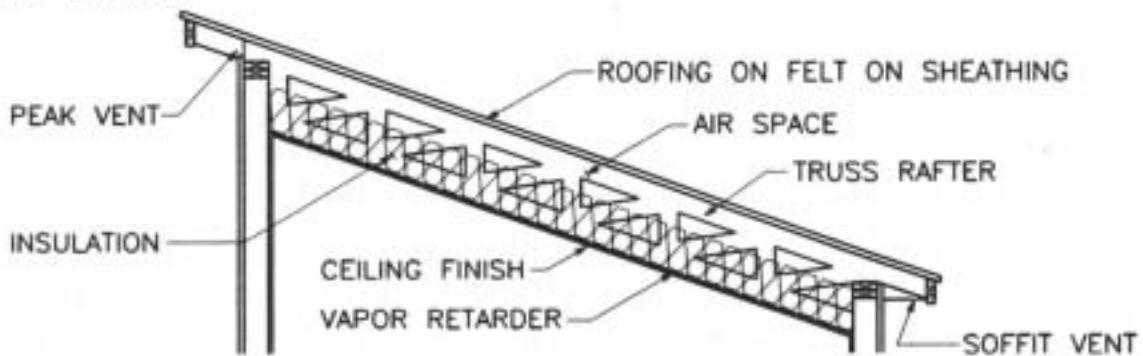 ROOFING ON FELT ON SHEATHING
PEAK VENT
AIR SPACE
TRUSS RAFTER
INSULATION
CEILING FINISH
VAPOR RETARDER
SOFFIT VENT